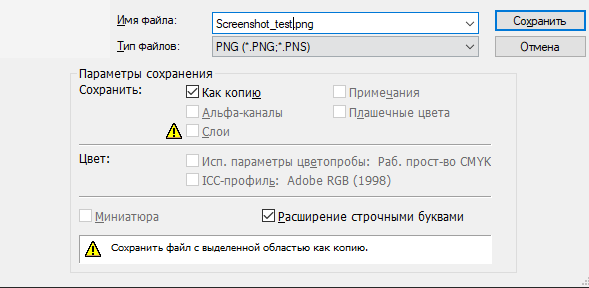 Имя файла: Screenshot_test.png Сохранить
Тип файлов: PNG (*.PNG;*.PNS) Отмена
Параметры сохранения
Сохранить: Как копию Примечания
Альфа-каналы Плашечные цвета
Слои
Цвет: Исп. параметры цветопробы: Раб. прост-во CMYK
ICC-профиль: Adobe RGB (1998)
Миниатюра Расширение строчными буквами
Сохранить файл с выделенной областью как копию.